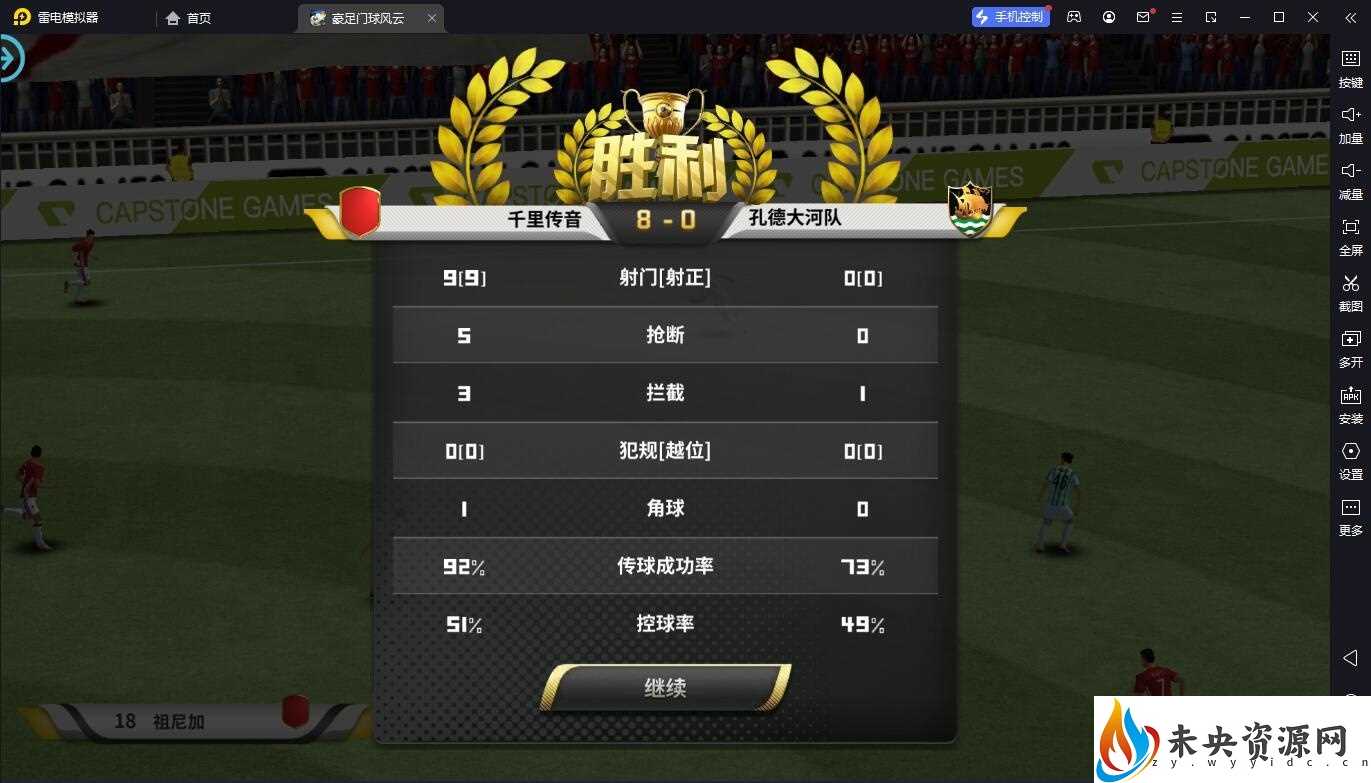 雷电模拟器
首页
豪足门球风云
手机控制
按键
加量
减量
全屏
截图
多开
安装
设置
更多
CAPSTONE GAMES
CAPSTONE GAMES
胜利
千里传音 8 - 0 孔德大河队
9[9] 射门[射正] 0[0]
5 抢断 0
3 拦截 1
0[0] 犯规[越位] 0[0]
1 角球 0
92% 传球成功率 73%
51% 控球率 49%
继续
18 祖尼加
未央资源网
zy.wyyidc.cn